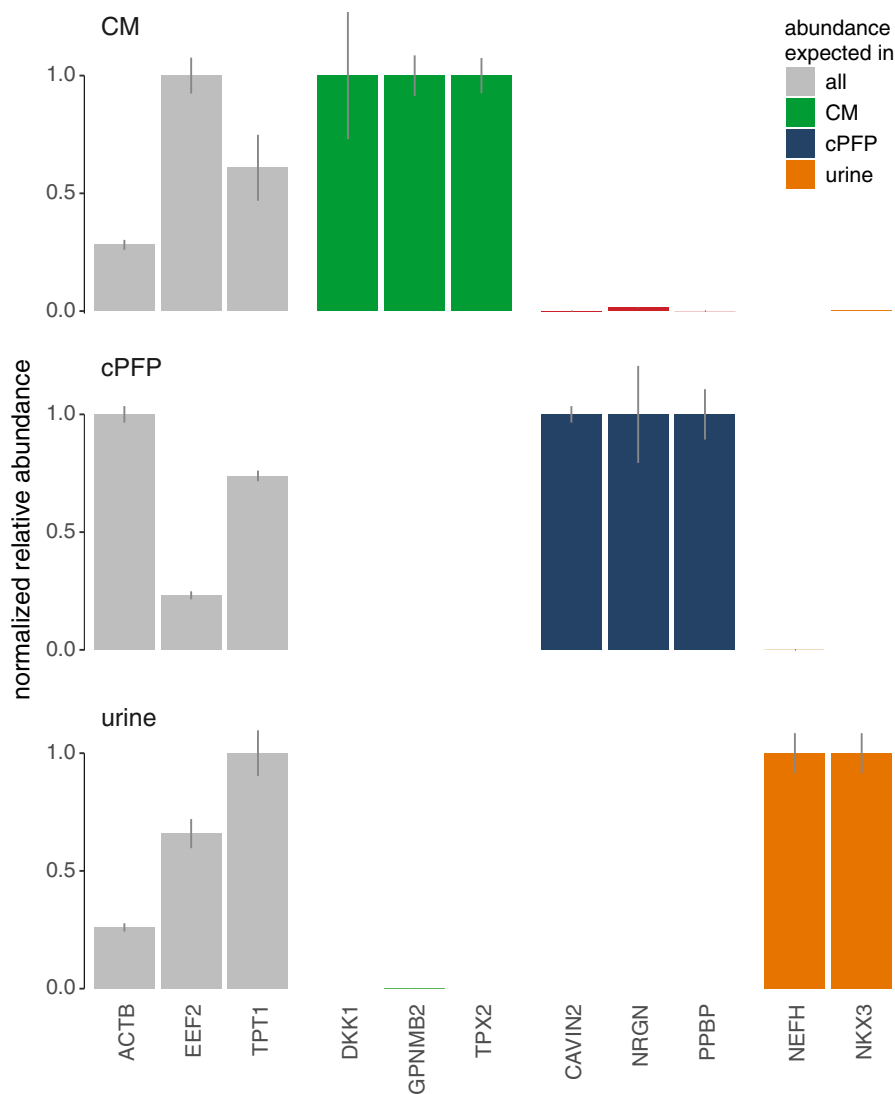 CM
abundance
expected in
all
CM
cPFP
urine
1.0
0.5
0.0
cPFP
1.0
0.5
0.0
normalized relative abundance
urine
1.0
0.5
0.0
ACTB
EEF2
TPT1
DKK1
GPNMB2
TPX2
CAVIN2
NRGN
PPBP
NEFH
NKX3